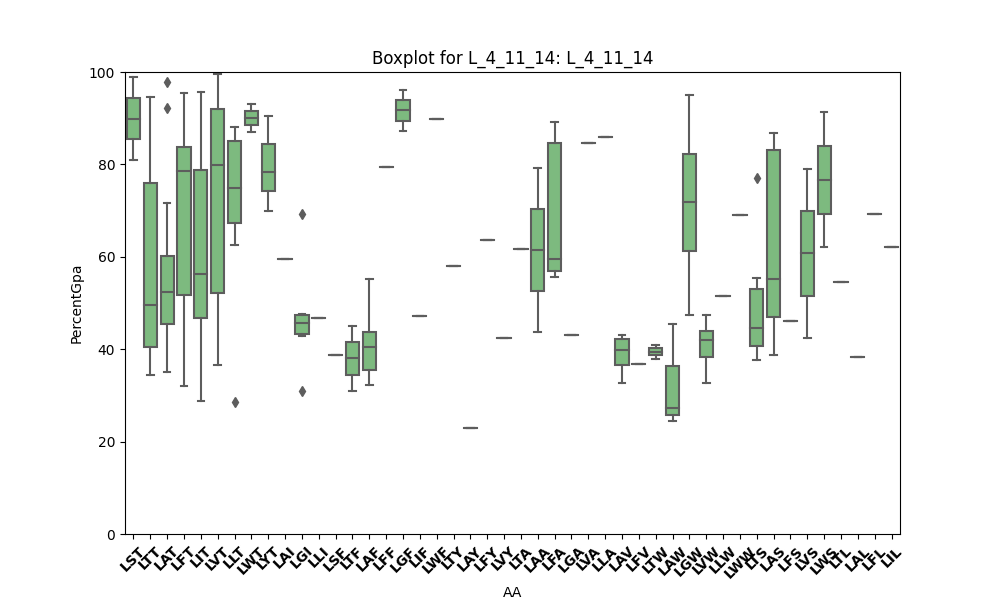 Boxplot for L_4_11_14: L_4_11_14
100
80
60
40
20
0
PercentGpa
LST LTT LAT LFT LIT LVT LLT LWT LYT LAI LGI LLI LSF LTF LAF LFF LGF LIF LWF LTY LAY LFY LVY LTA LAA LFA LGA LVA LLA LAV LFV LTW LAW LGW LVW LLW LWW LTS LAS LFS LVS LWS LTL LAL LFL LIL
AA